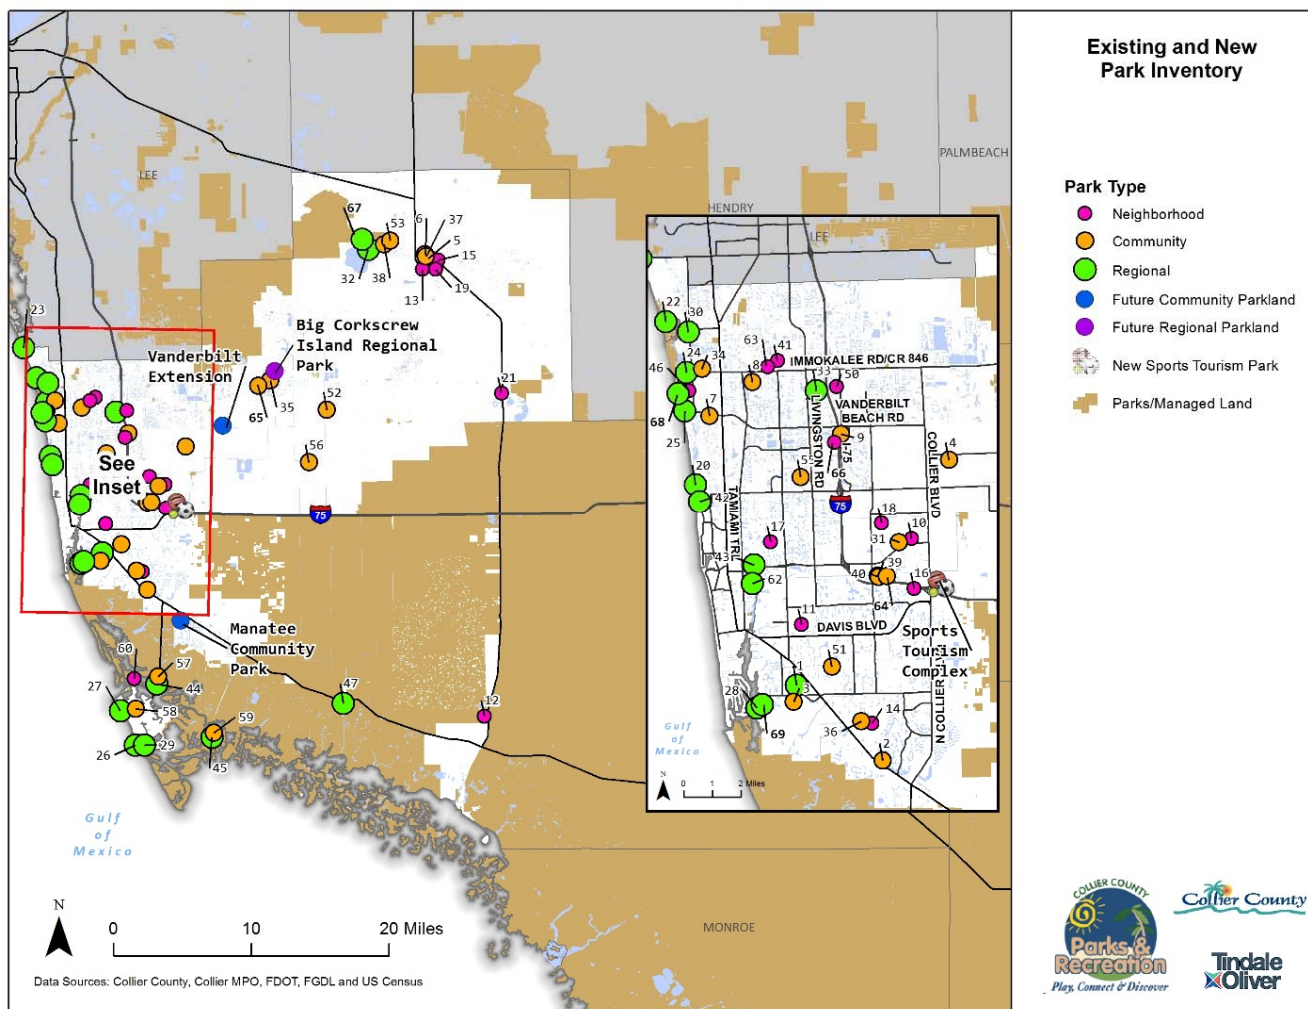 Existing and New
Park Inventory
Park Type
Neighborhood
Community
Regional
Future Community Parkland
Future Regional Parkland
New Sports Tourism Park
Parks/Managed Land
LEE
HENDRY
PALMBEACH
MONROE
67
53
6
37
5
15
32
38
13
19
23
Big Corkscrew
Island Regional
Park
Vanderbilt
Extension
65
35
52
21
56
See
Inset
75
Manatee
Community
Park
60
57
27
44
58
47
12
59
26
29
45
Gulf
of
Mexico
LEE
22
30
63
41
IMMOKALEE RD/CR 846
24
34
46
8
33
50
7
VANDERBILT
BEACH RD
68
25
LIVINGSTON RD
I-75
9
COLLIER BLVD
4
55
66
20
42
TAMIAMI TRL
75
18
17
10
31
43
39
40
62
16
64
11
DAVIS BLVD
Sports
Tourism
Complex
51
1
3
28
N COLLIER
14
69
36
2
Gulf
of
Mexico
N
0 1 2 Miles
N
0 10 20 Miles
Data Sources: Collier County, Collier MPO, FDOT, FGDL and US Census
COLLIER COUNTY
Parks &
Recreation
Play, Connect & Discover
Collier County
Tindale
Oliver